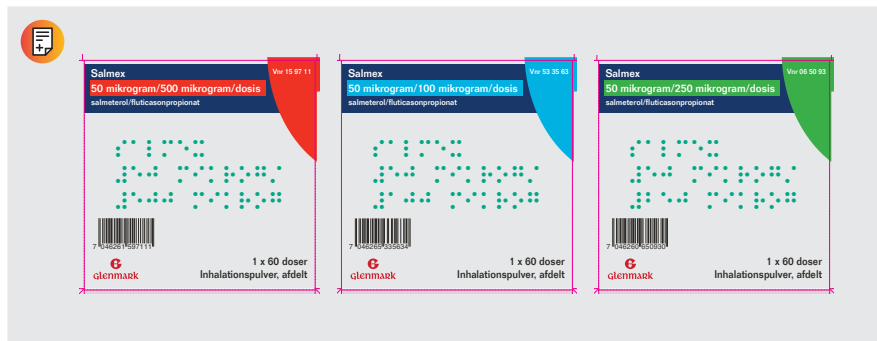 Salmex
Vnr 15 97 11
50 mikrogram/500 mikrogram/dosis
salmeterol/fluticasonpropionat
7 046261 597111
GLENMARK
1 x 60 doser
Inhalationspulver, afdelt
Salmex
Vnr 53 35 63
50 mikrogram/100 mikrogram/dosis
salmeterol/fluticasonpropionat
7 046265 335634
GLENMARK
1 x 60 doser
Inhalationspulver, afdelt
Salmex
Vnr 06 50 93
50 mikrogram/250 mikrogram/dosis
salmeterol/fluticasonpropionat
7 046260 650930
GLENMARK
1 x 60 doser
Inhalationspulver, afdelt